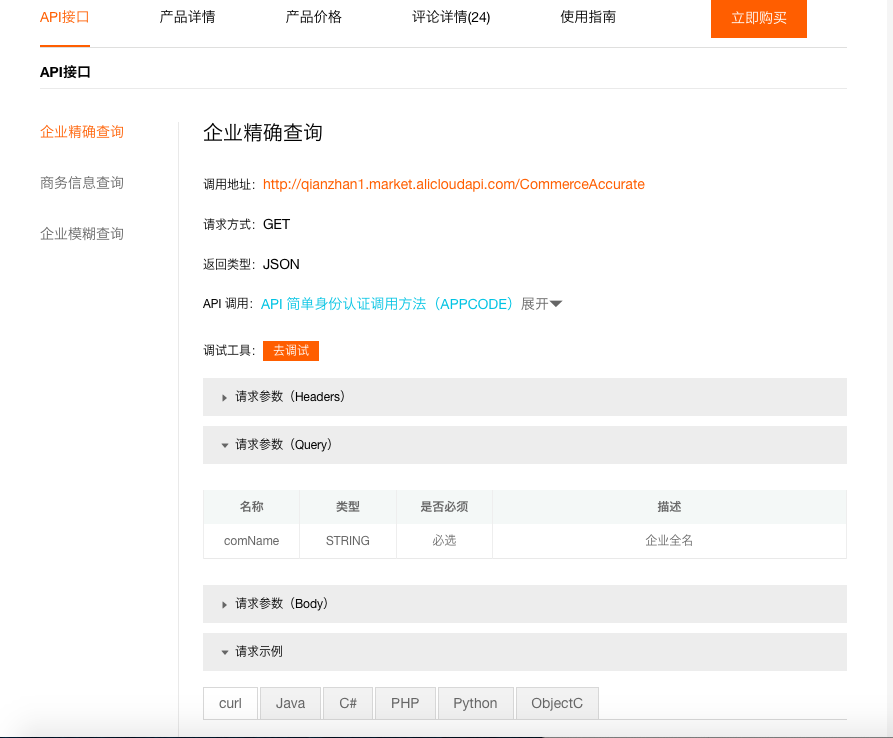 API接口 产品详情 产品价格 评论详情(24) 使用指南 立即购买
API接口
企业精确查询
商务信息查询
企业模糊查询
企业精确查询
调用地址：http://qianzhan1.market.alicloudapi.com/CommerceAccurate
请求方式：GET
返回类型：JSON
API 调用：API 简单身份认证调用方法（APPCODE）展开
调试工具：去调试
请求参数（Headers）
请求参数（Query）
名称 类型 是否必须 描述
comName STRING 必选 企业全名
请求参数（Body）
请求示例
curl Java C# PHP Python ObjectC